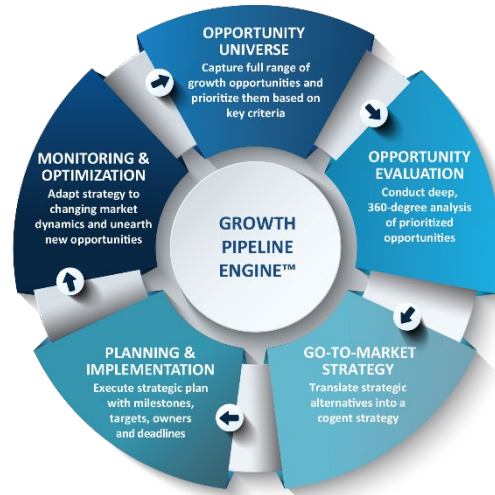 OPPORTUNITY
UNIVERSE
Capture full range of
growth opportunities and
prioritize them based on
key criteria
OPPORTUNITY
EVALUATION
Conduct deep,
360-degree analysis
of prioritized
opportunities
GO-TO-MARKET
STRATEGY
Translate strategic
alternatives into a
cogent strategy
PLANNING &
IMPLEMENTATION
Execute strategic plan
with milestones,
targets, owners
and deadlines
MONITORING &
OPTIMIZATION
Adapt strategy to
changing market
dynamics and unearth
new opportunities
GROWTH
PIPELINE
ENGINE™